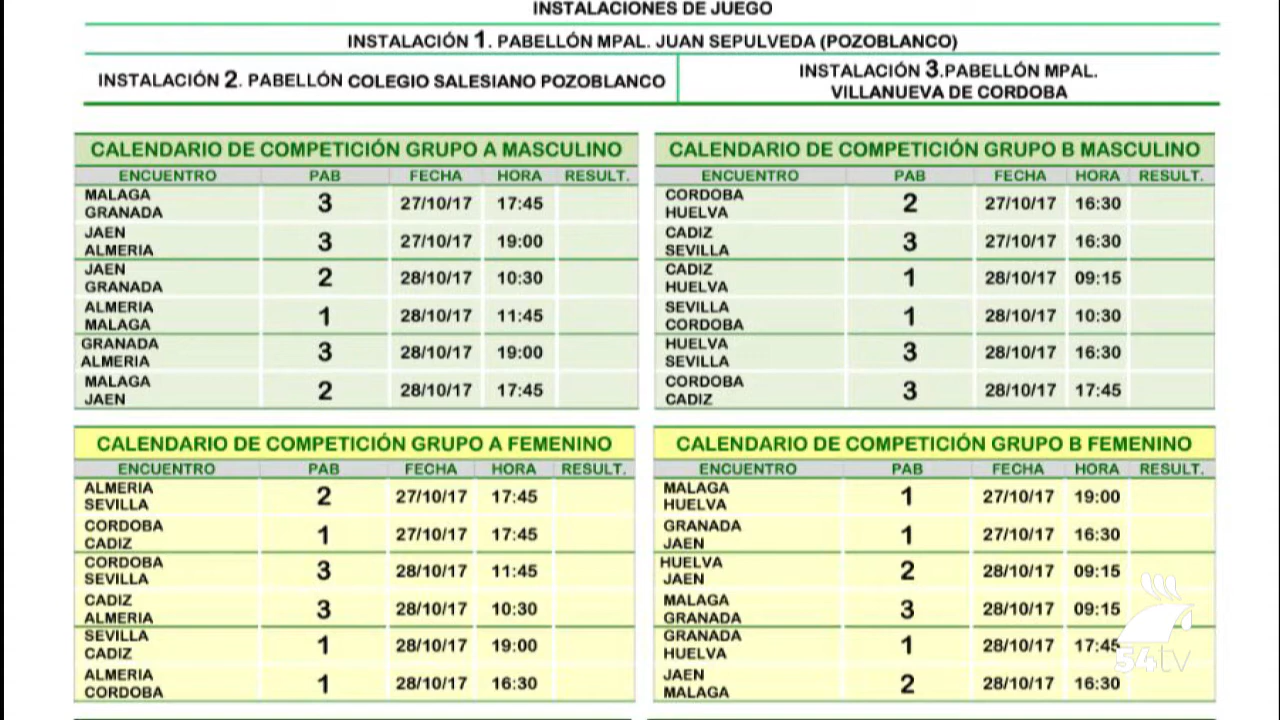 INSTALACIONES DE JUEGO
INSTALACIÓN 1. PABELLÓN MPAL. JUAN SEPULVEDA (POZOBLANCO)
INSTALACIÓN 2. PABELLÓN COLEGIO SALESIANO POZOBLANCO
INSTALACIÓN 3.PABELLÓN MPAL.
VILLANUEVA DE CORDOBA
CALENDARIO DE COMPETICIÓN GRUPO A MASCULINO
ENCUENTRO PAB FECHA HORA RESULT.
MALAGA
GRANADA 3 27/10/17 17:45
JAEN
ALMERIA 3 27/10/17 19:00
JAEN
GRANADA 2 28/10/17 10:30
ALMERIA
MALAGA 1 28/10/17 11:45
GRANADA
ALMERIA 3 28/10/17 19:00
MALAGA
JAEN 2 28/10/17 17:45
CALENDARIO DE COMPETICIÓN GRUPO B MASCULINO
ENCUENTRO PAB FECHA HORA RESULT.
CORDOBA
HUELVA 2 27/10/17 16:30
CADIZ
SEVILLA 3 27/10/17 16:30
CADIZ
HUELVA 1 28/10/17 09:15
SEVILLA
CORDOBA 1 28/10/17 10:30
HUELVA
SEVILLA 3 28/10/17 16:30
CORDOBA
CADIZ 3 28/10/17 17:45
CALENDARIO DE COMPETICIÓN GRUPO A FEMENINO
ENCUENTRO PAB FECHA HORA RESULT.
ALMERIA
SEVILLA 2 27/10/17 17:45
CORDOBA
CADIZ 1 27/10/17 17:45
CORDOBA
SEVILLA 3 28/10/17 11:45
CADIZ
ALMERIA 3 28/10/17 10:30
SEVILLA
CADIZ 1 28/10/17 19:00
ALMERIA
CORDOBA 1 28/10/17 16:30
CALENDARIO DE COMPETICIÓN GRUPO B FEMENINO
ENCUENTRO PAB FECHA HORA RESULT.
MALAGA
HUELVA 1 27/10/17 19:00
GRANADA
JAEN 1 27/10/17 16:30
HUELVA
JAEN 2 28/10/17 09:15
MALAGA
GRANADA 3 28/10/17 09:15
GRANADA
HUELVA 1 28/10/17 17:45
JAEN
MALAGA 2 28/10/17 16:30
54tv